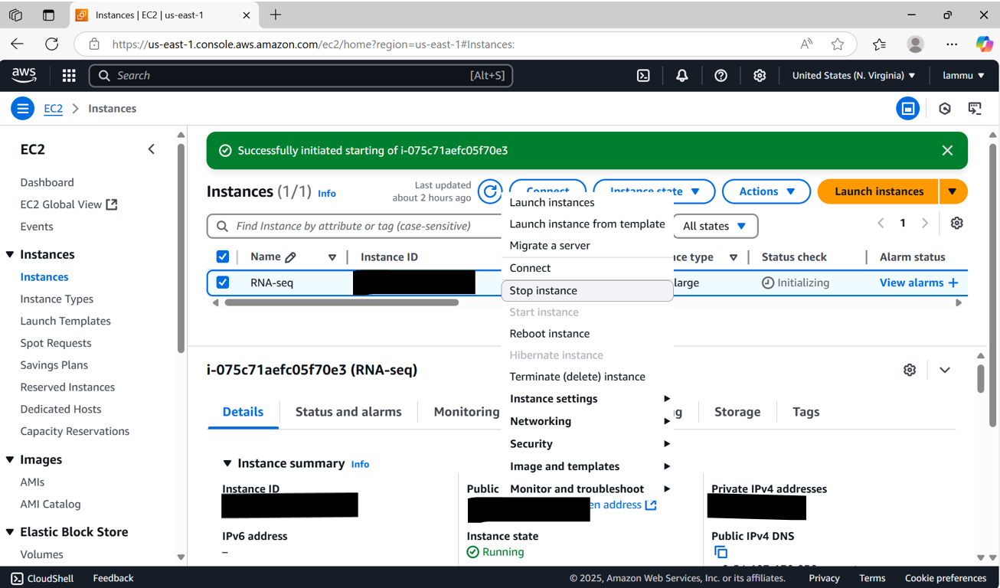 Instances | EC2 | us-east-1
https://us-east-1.console.aws.amazon.com/ec2/home?region=us-east-1#Instances:
aws
Search
[Alt+S]
United States (N. Virginia)
lammu
EC2
Instances
EC2
Dashboard
EC2 Global View
Events
Instances
Instances
Instance Types
Launch Templates
Spot Requests
Savings Plans
Reserved Instances
Dedicated Hosts
Capacity Reservations
Images
AMIs
AMI Catalog
Elastic Block Store
Volumes
Successfully initiated starting of i-075c71aefc05f70e3
Instances (1/1) Info
Last updated
about 2 hours ago
Connect
Instance state
Actions
Launch instances
Find Instance by attribute or tag (case-sensitive)
All states
1
Name
Instance ID
ce type
Status check
Alarm status
RNA-seq
large
Initializing
View alarms +
Launch instances
Launch instance from template
Migrate a server
Connect
Stop instance
Start instance
Reboot instance
Hibernate instance
Terminate (delete) instance
Instance settings
Networking
Security
Image and templates
Monitor and troubleshoot
i-075c71aefc05f70e3 (RNA-seq)
Details
Status and alarms
Monitoring
g
Storage
Tags
Instance summary Info
Instance ID
IPv6 address
–
Public
en address
Instance state
Running
Private IPv4 addresses
Public IPv4 DNS
CloudShell
Feedback
© 2025, Amazon Web Services, Inc. or its affiliates.
Privacy
Terms
Cookie preferences